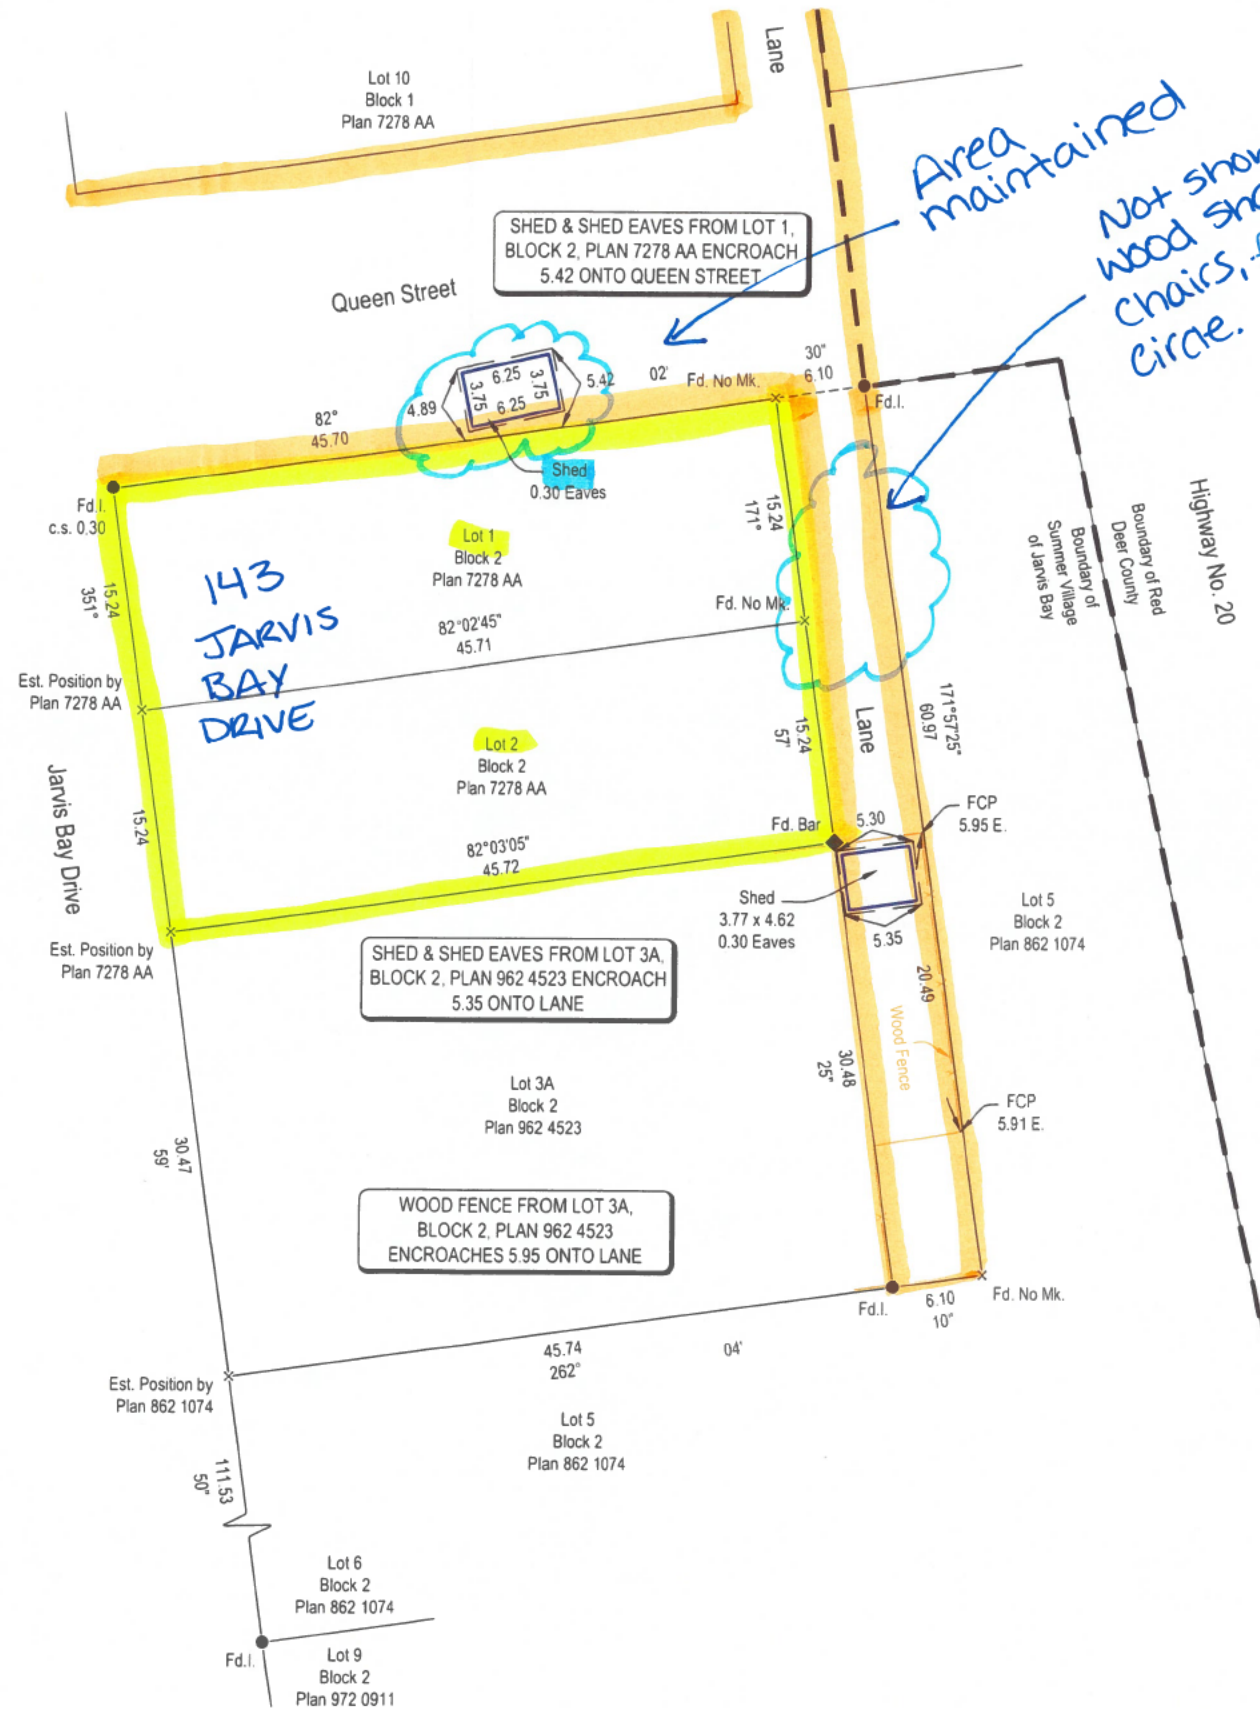 Lot 10
Block 1
Plan 7278 AA
Lane
Area
maintained
Not
wood
chairs,
circle.
SHED & SHED EAVES FROM LOT 1,
BLOCK 2, PLAN 7278 AA ENCROACH
5.42 ONTO QUEEN STREET
Queen Street
3.75
6.25
3.75
6.25
4.89
5.42
82°
45.70
02'
Fd. No Mk.
30"
6.10
Fd.I.
Fd.I.
c.s. 0.30
Shed
0.30 Eaves
Lot 1
Block 2
Plan 7278 AA
15.24
351°
15.24
171°
143
JARVIS
BAY
DRIVE
Fd. No Mk.
82°02'45"
45.71
Est. Position by
Plan 7278 AA
Boundary of Red
Deer County
Boundary of
Summer Village
of Jarvis Bay
Highway No. 20
Lot 2
Block 2
Plan 7278 AA
15.24
57'
Lane
171°57'25"
60.97
Jarvis Bay Drive
15.24
82°03'05"
45.72
Fd. Bar
5.30
FCP
5.95 E.
Shed
3.77 x 4.62
0.30 Eaves
5.35
Lot 5
Block 2
Plan 862 1074
Est. Position by
Plan 7278 AA
SHED & SHED EAVES FROM LOT 3A,
BLOCK 2, PLAN 962 4523 ENCROACH
5.35 ONTO LANE
20.49
Wood Fence
30.48
25"
Lot 3A
Block 2
Plan 962 4523
FCP
5.91 E.
30.47
59'
WOOD FENCE FROM LOT 3A,
BLOCK 2, PLAN 962 4523
ENCROACHES 5.95 ONTO LANE
Fd.I.
6.10
10"
Fd. No Mk.
45.74
262°
04'
Est. Position by
Plan 862 1074
Lot 5
Block 2
Plan 862 1074
111.53
50"
Lot 6
Block 2
Plan 862 1074
Fd.I.
Lot 9
Block 2
Plan 972 0911